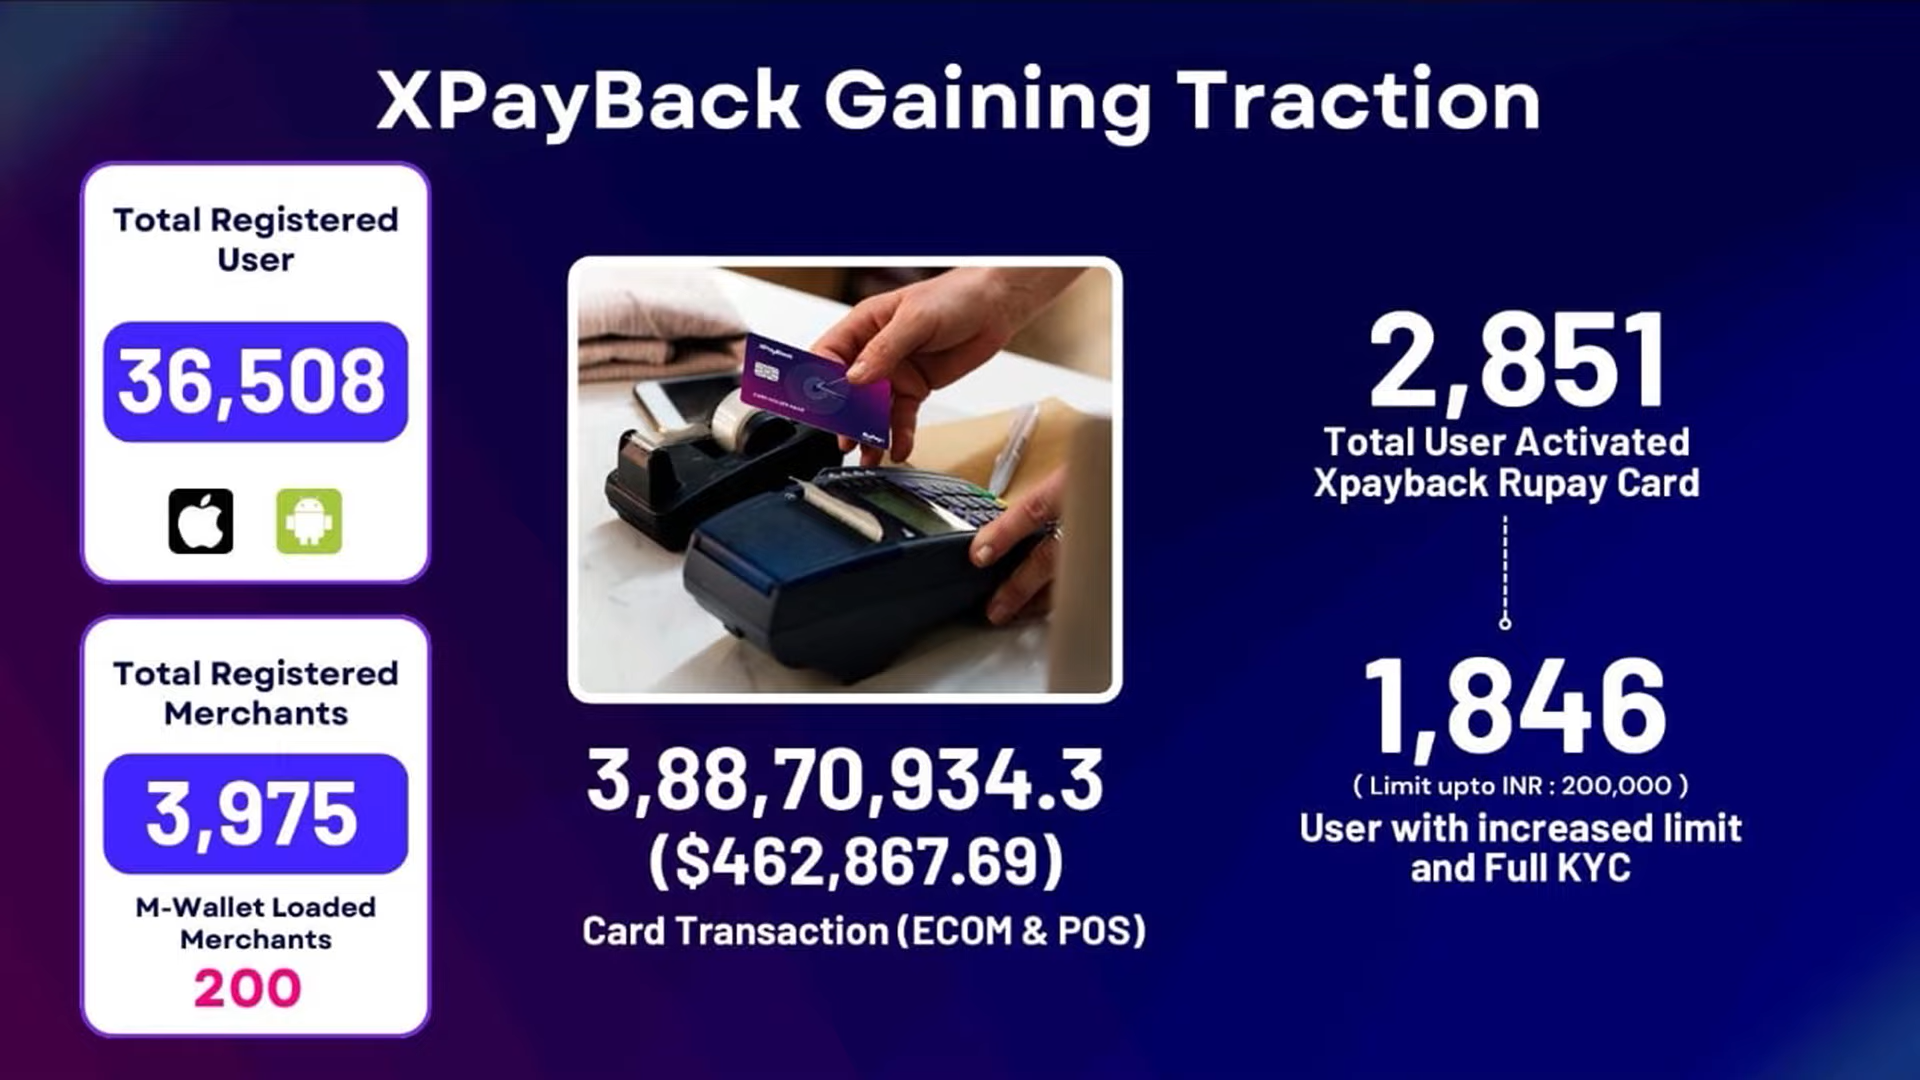 XPayBack Gaining Traction
Total Registered
User
36,508
Total Registered
Merchants
3,975
M-Wallet Loaded
Merchants
200
XPayBack
3,88,70,934.3
($462,867.69)
Card Transaction (ECOM & POS)
2,851
Total User Activated
Xpayback Rupay Card
1,846
( Limit upto INR : 200,000 )
User with increased limit
and Full KYC